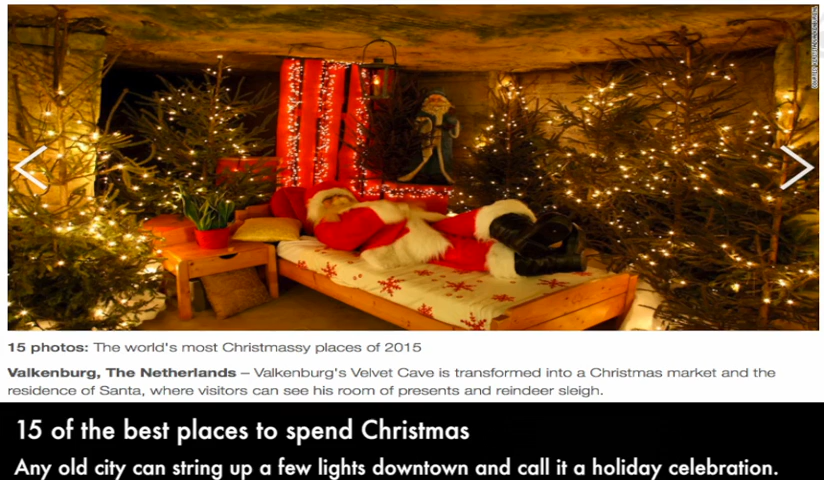 15 photos: The world's most Christmassy places of 2015
Valkenburg, The Netherlands – Valkenburg's Velvet Cave is transformed into a Christmas market and the
residence of Santa, where visitors can see his room of presents and reindeer sleigh.
15 of the best places to spend Christmas
Any old city can string up a few lights downtown and call it a holiday celebration.